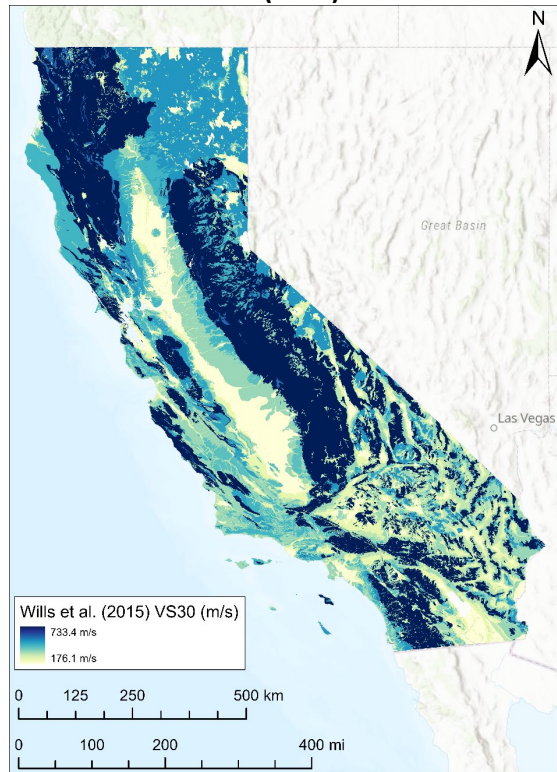 N
Great Basin
Las Vegas
Wills et al. (2015) VS30 (m/s)
733.4 m/s
176.1 m/s
0 125 250 500 km
0 100 200 400 mi